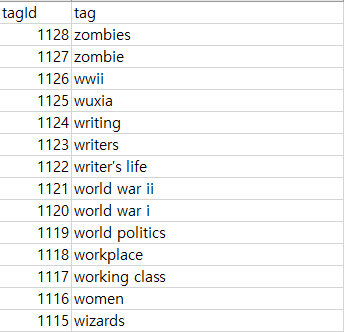 tagId tag
1128 zombies
1127 zombie
1126 wwii
1125 wuxia
1124 writing
1123 writers
1122 writer's life
1121 world war ii
1120 world war i
1119 world politics
1118 workplace
1117 working class
1116 women
1115 wizards